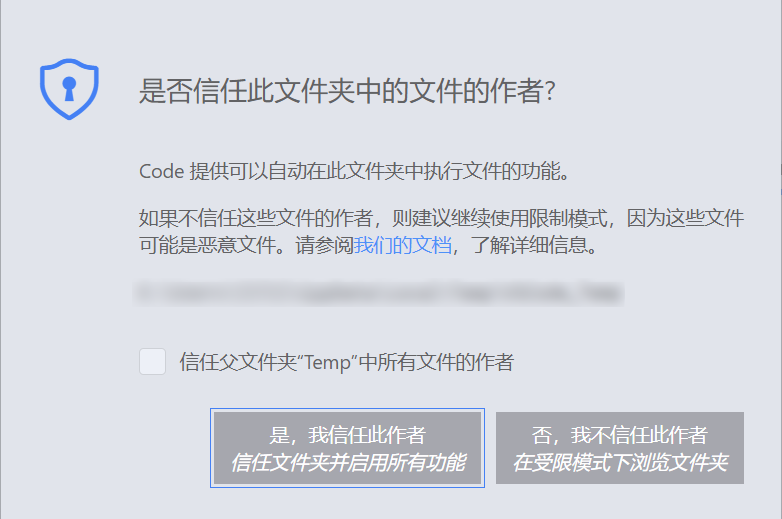 是否信任此文件夹中的文件的作者?
Code 提供可以自动在此文件夹中执行文件的功能。
如果不信任这些文件的作者，则建议继续使用限制模式，因为这些文件
可能是恶意文件。请参阅我们的文档，了解详细信息。
信任父文件夹“Temp”中所有文件的作者
是，我信任此作者
信任文件夹并启用所有功能
否，我不信任此作者
在受限模式下浏览文件夹